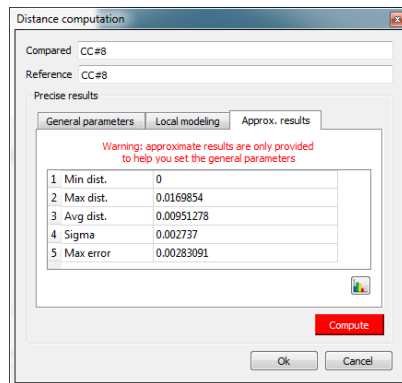 Distance computation
Compared CC#8
Reference CC#8
Precise results
General parameters Local modeling Approx. results
Warning: approximate results are only provided
to help you set the general parameters
1 Min dist. 0
2 Max dist. 0.0169854
3 Avg dist. 0.00951278
4 Sigma 0.002737
5 Max error 0.00283091
Compute
Ok Cancel